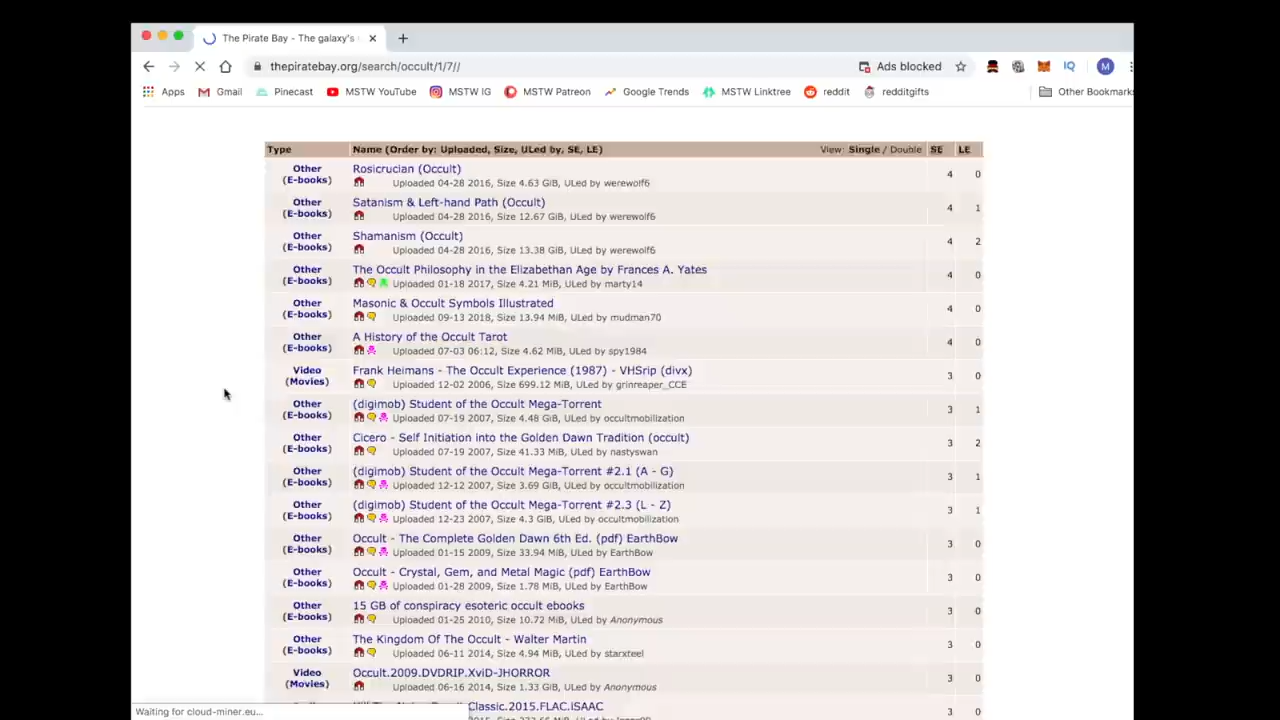 The Pirate Bay - The galaxy's
thepiratebay.org/search/occult/1/7//
Ads blocked
IQ
M
Apps Gmail Pinecast MSTW YouTube MSTW IG MSTW Patreon Google Trends MSTW Linktree reddit redditgifts Other Bookmarks
Type Name (Order by: Uploaded, Size, ULed by, SE, LE) View: Single / Double SE LE
Other Rosicrucian (Occult) 4 0
(E-books) Uploaded 04-28 2016, Size 4.63 GiB, ULed by werewolf6
Other Satanism & Left-hand Path (Occult) 4 1
(E-books) Uploaded 04-28 2016, Size 12.67 GiB, ULed by werewolf6
Other Shamanism (Occult) 4 2
(E-books) Uploaded 04-28 2016, Size 13.38 GiB, ULed by werewolf6
Other The Occult Philosophy in the Elizabethan Age by Frances A. Yates 4 0
(E-books) Uploaded 01-18 2017, Size 4.21 MiB, ULed by marty14
Other Masonic & Occult Symbols Illustrated 4 0
(E-books) Uploaded 09-13 2018, Size 13.94 MiB, ULed by mudman70
Other A History of the Occult Tarot 4 0
(E-books) Uploaded 07-03 06:12, Size 4.62 MiB, ULed by spy1984
Video Frank Heimans - The Occult Experience (1987) - VHSrip (divx) 3 0
(Movies) Uploaded 12-02 2006, Size 699.12 MiB, ULed by grinreaper_CCE
Other (digimob) Student of the Occult Mega-Torrent 3 1
(E-books) Uploaded 07-19 2007, Size 4.48 GiB, ULed by occultmobilization
Other Cicero - Self Initiation into the Golden Dawn Tradition (occult) 3 2
(E-books) Uploaded 07-19 2007, Size 41.33 MiB, ULed by nastyswan
Other (digimob) Student of the Occult Mega-Torrent #2.1 (A - G) 3 1
(E-books) Uploaded 12-12 2007, Size 3.69 GiB, ULed by occultmobilization
Other (digimob) Student of the Occult Mega-Torrent #2.3 (L - Z) 3 1
(E-books) Uploaded 12-23 2007, Size 4.3 GiB, ULed by occultmobilization
Other Occult - The Complete Golden Dawn 6th Ed. (pdf) EarthBow 3 0
(E-books) Uploaded 01-15 2009, Size 33.94 MiB, ULed by EarthBow
Other Occult - Crystal, Gem, and Metal Magic (pdf) EarthBow 3 0
(E-books) Uploaded 01-28 2009, Size 1.78 MiB, ULed by EarthBow
Other 15 GB of conspiracy esoteric occult ebooks 3 0
(E-books) Uploaded 01-25 2010, Size 10.72 MiB, ULed by Anonymous
Other The Kingdom Of The Occult - Walter Martin 3 0
(E-books) Uploaded 06-11 2014, Size 4.94 MiB, ULed by starxteel
Video Occult.2009.DVDRIP.XviD-JHORROR 3 0
(Movies) Uploaded 06-16 2014, Size 1.33 GiB, ULed by Anonymous
Classic.2015.FLAC.iSAAC 3 0
Waiting for cloud-miner.eu...